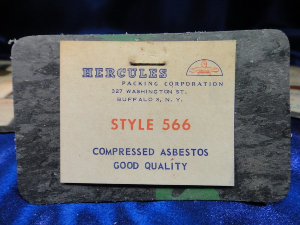 HERCULES
PACKING CORPORATION
327 WASHINGTON ST.
BUFFALO 3, N. Y.
STYLE 566
COMPRESSED ASBESTOS
GOOD QUALITY